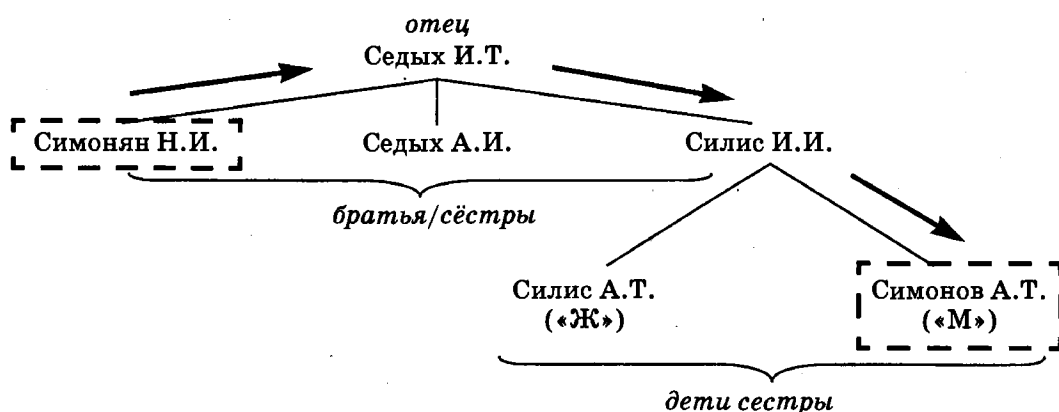 отец
Седых И.Т.
Симонян Н.И. Седых А.И. Силис И.И.
братья/сёстры
Силис А.Т. Симонов А.Т.
(«Ж») («М»)
дети сестры